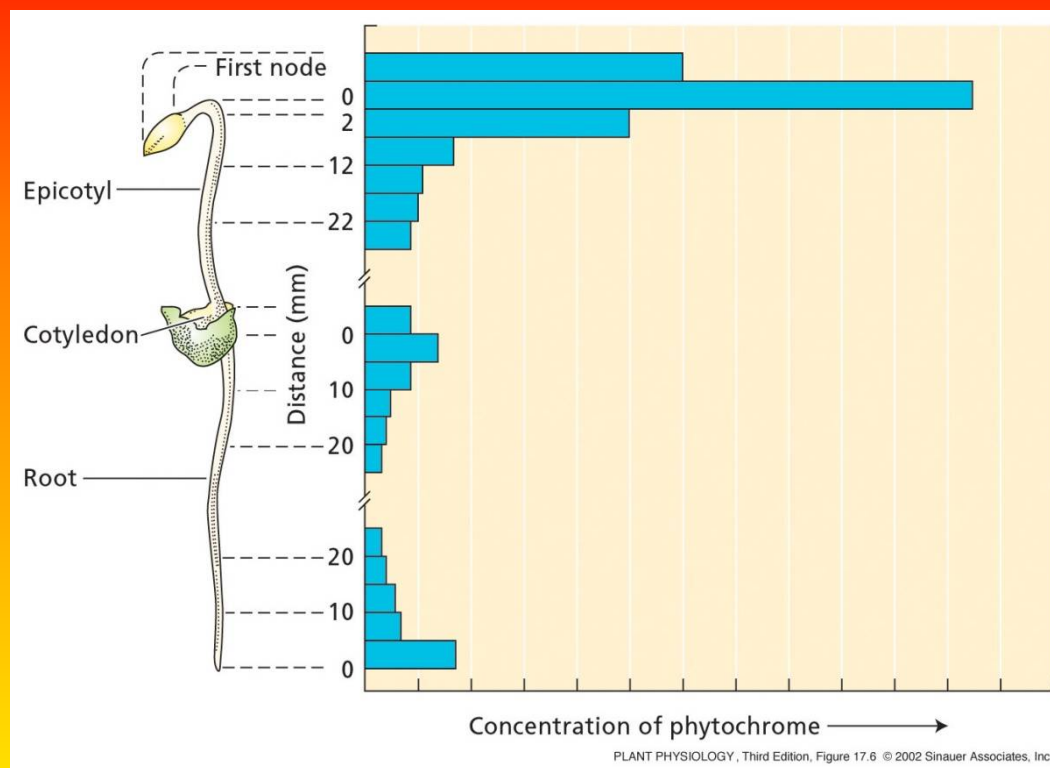 First node
0
2
12
Epicotyl
22
Distance (mm)
Cotyledon
0
10
20
Root
20
10
0
Concentration of phytochrome
PLANT PHYSIOLOGY, Third Edition, Figure 17.6 © 2002 Sinauer Associates, Inc